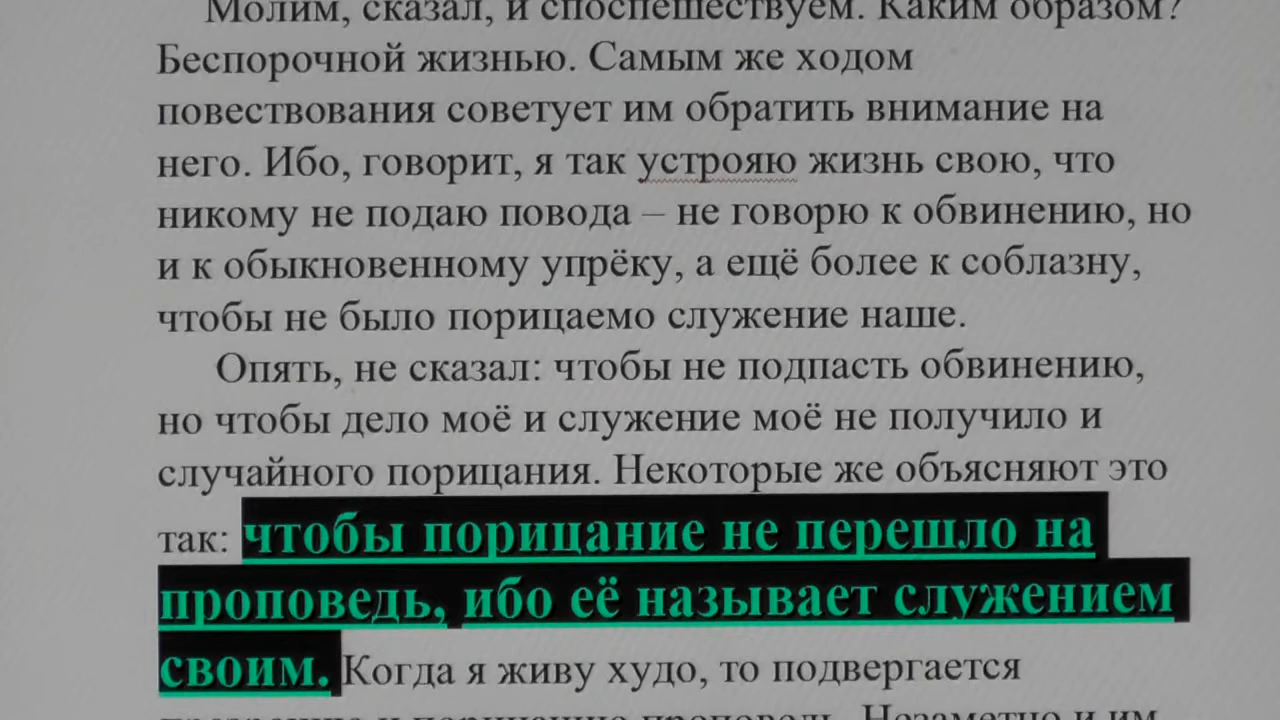 Молим, сказал, и споспешествуем. Каким образом?
Беспорочной жизнью. Самым же ходом
повествования советует им обратить внимание на
него. Ибо, говорит, я так устрояю жизнь свою, что
никому не подаю повода – не говорю к обвинению, но
и к обыкновенному упрёку, а ещё более к соблазну,
чтобы не было порицаемо служение наше.
Опять, не сказал: чтобы не подпасть обвинению,
но чтобы дело моё и служение моё не получило и
случайного порицания. Некоторые же объясняют это
так: чтобы порицание не перешло на
проповедь, ибо её называет служением
своим. Когда я живу худо, то подвергается
порицанию проповедь. Незаметно и им